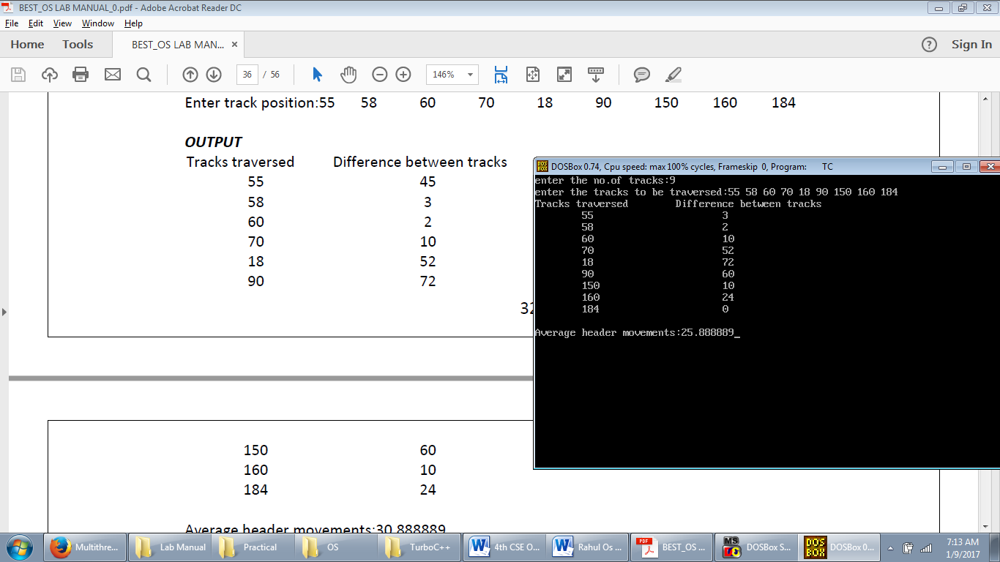 BEST_OS LAB MANUAL_0.pdf - Adobe Acrobat Reader DC
File Edit View Window Help
Home Tools BEST_OS LAB MAN... × ? Sign In
36 / 56 146%
Enter track position:55 58 60 70 18 90 150 160 184
OUTPUT
Tracks traversed Difference between tracks
55 45
58 3
60 2
70 10
18 52
90 72
32
150 60
160 10
184 24
Average header movements:30.888889
DOSBox 0.74, Cpu speed: max 100% cycles, Frameskip 0, Program: TC
enter the no.of tracks:9
enter the tracks to be traversed:55 58 60 70 18 90 150 160 184
Tracks traversed Difference between tracks
55 3
58 2
60 10
70 52
18 72
90 60
150 10
160 24
184 0
Average header movements:25.888889_
Multithre... Lab Manual Practical OS TurboC++ 4th CSE O... Rahul Os ... BEST_OS ... DOSBox S... DOSBox 0... 7:13 AM
1/9/2017